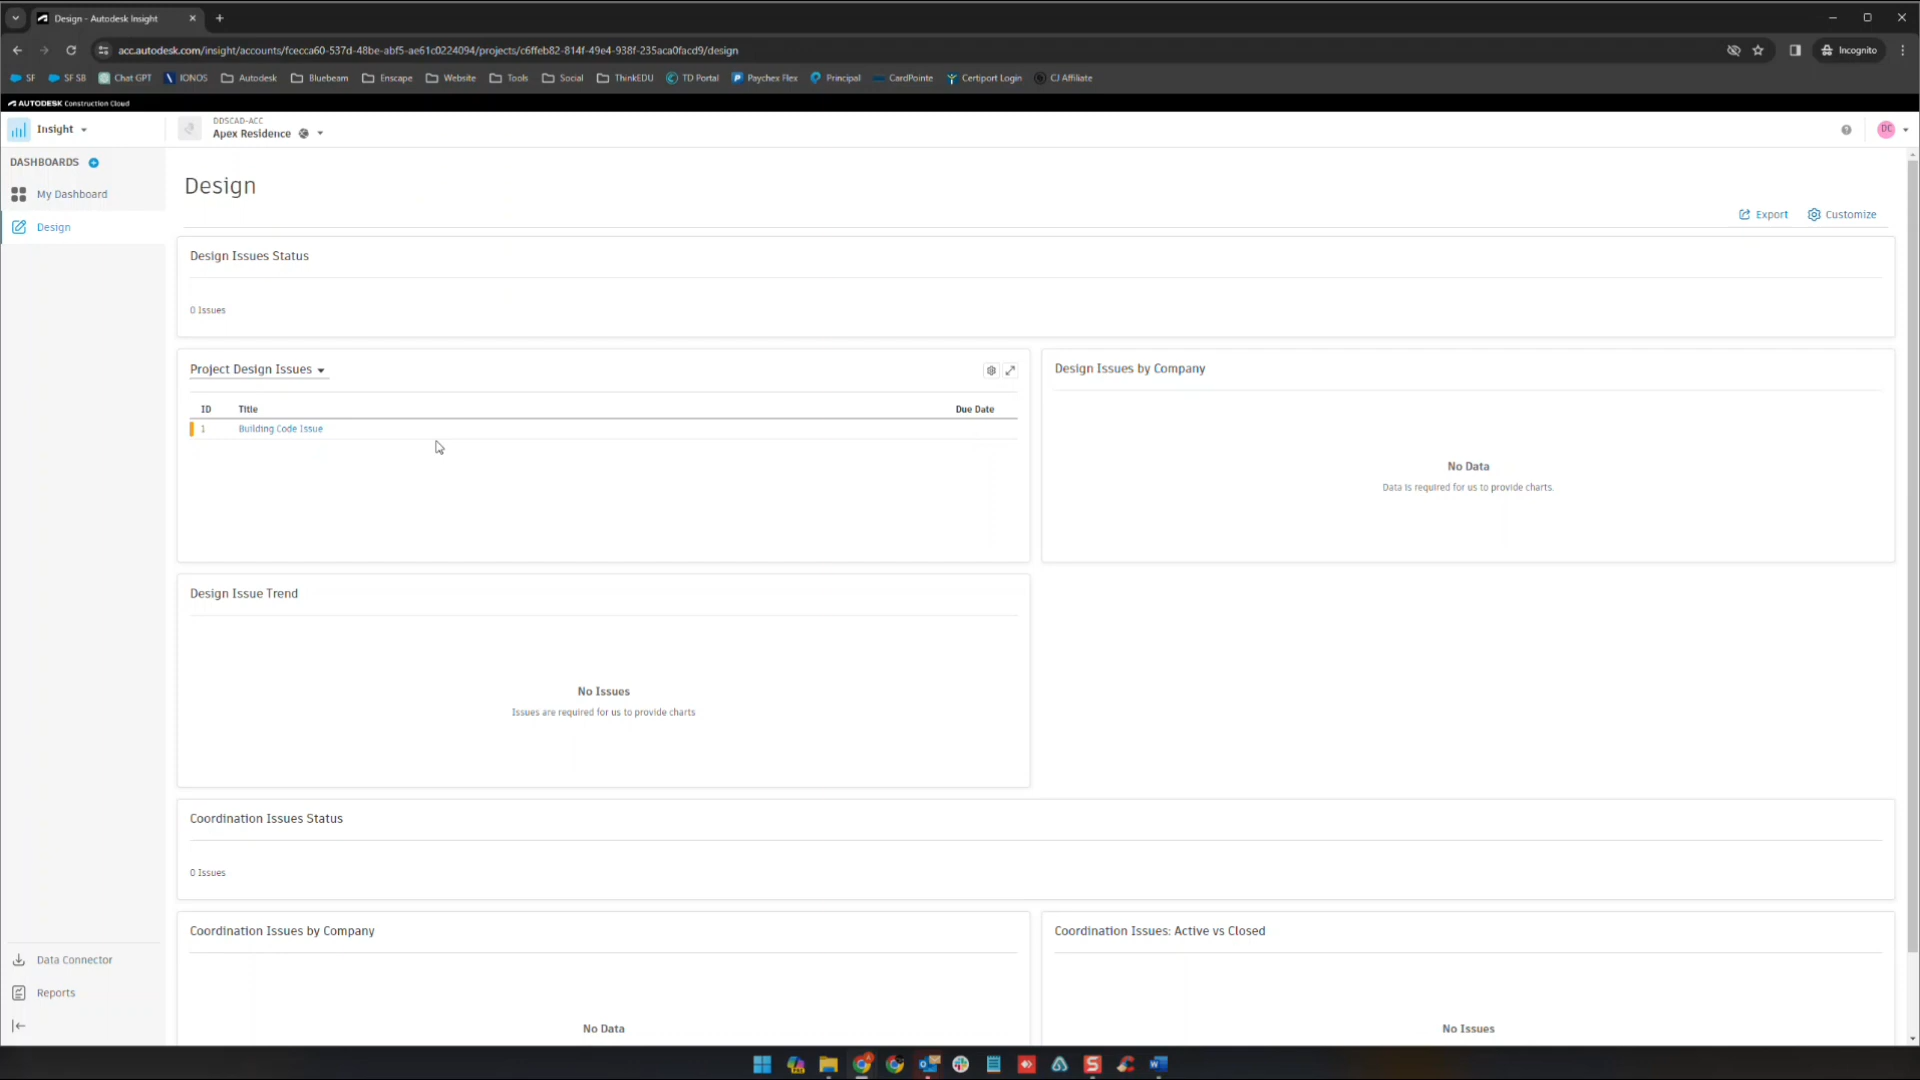 Design - Autodesk Insight
acc.autodesk.com/insight/accounts/fcecca60-537d-48be-abf5-ae61c0224094/projects/c6ffeb82-814f-49e4-938f-235aca0facd9/design
Incognito
SF SF SB Chat GPT IONOS Autodesk Bluebeam Enscape Website Tools Social ThinkEDU TD Portal Paychex Flex Principal CardPointe Certiport Login CJ Affiliate
AUTODESK Construction Cloud
Insight
DDSCAD-ACC
Apex Residence
DC
DASHBOARDS
My Dashboard
Design
Design
Export Customize
Design Issues Status
0 Issues
Project Design Issues
ID Title Due Date
1 Building Code Issue
Design Issues by Company
No Data
Data is required for us to provide charts.
Design Issue Trend
No Issues
Issues are required for us to provide charts
Coordination Issues Status
0 Issues
Coordination Issues by Company
No Data
Coordination Issues: Active vs Closed
No Issues
Data Connector
Reports